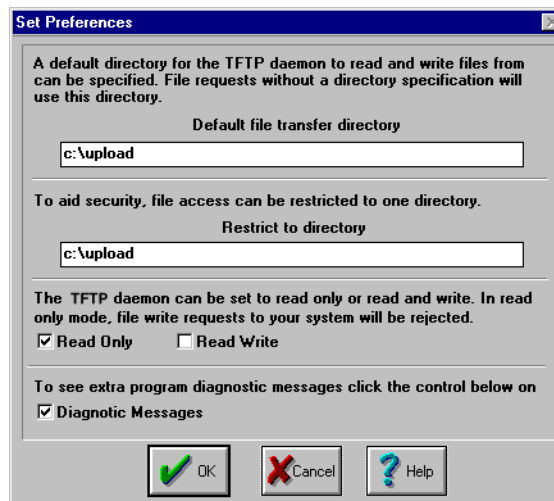 Set Preferences
A default directory for the TFTP daemon to read and write files from
can be specified. File requests without a directory specification will
use this directory.
Default file transfer directory
c:\upload
To aid security, file access can be restricted to one directory.
Restrict to directory
c:\upload
The TFTP daemon can be set to read only or read and write. In read
only mode, file write requests to your system will be rejected.
Read Only Read Write
To see extra program diagnostic messages click the control below on
Diagnotic Messages
OK Cancel Help